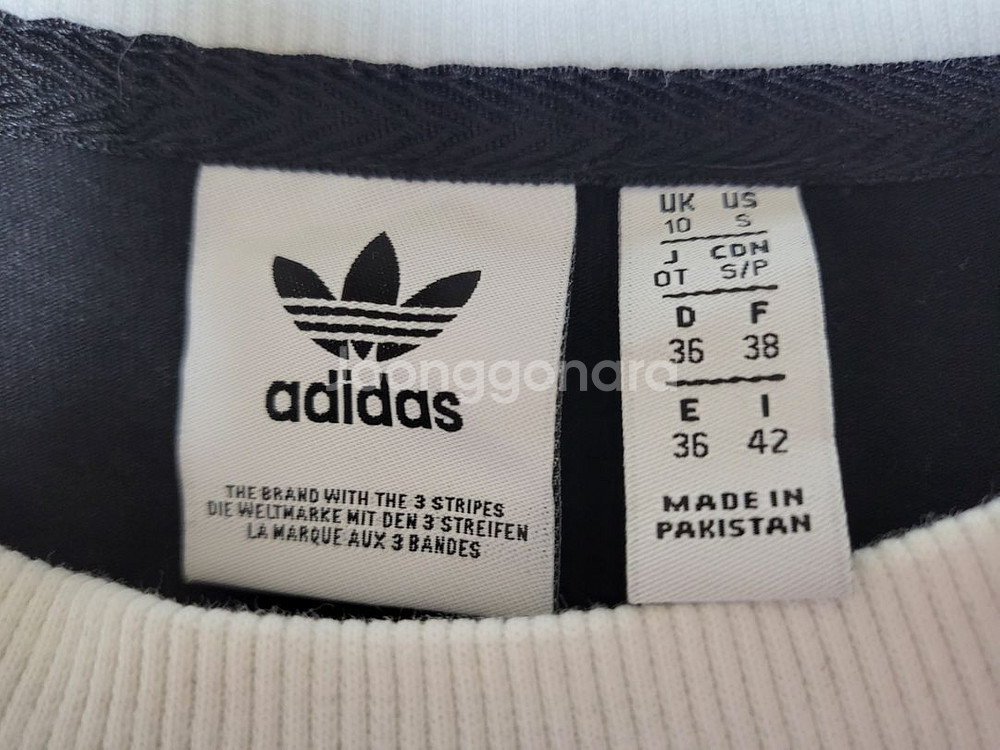 adidas
THE BRAND WITH THE 3 STRIPES
DIE WELTMARKE MIT DEN 3 STREIFEN
LA MARQUE AUX 3 BANDES
UK US
10 S
J CDN
OT S/P
D F
36 38
E I
36 42
MADE IN
PAKISTAN
Joonggonara